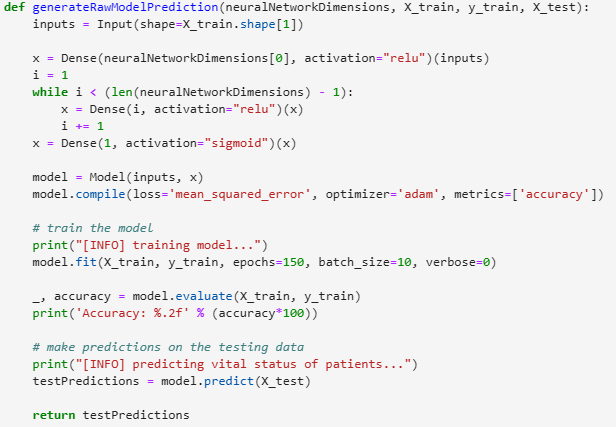 def generateRawModelPrediction(neuralNetworkDimensions, X_train, y_train, X_test):
    inputs = Input(shape=X_train.shape[1])
    x = Dense(neuralNetworkDimensions[0], activation="relu")(inputs)
    i = 1
    while i < (len(neuralNetworkDimensions) - 1):
        x = Dense(i, activation="relu")(x)
        i += 1
    x = Dense(1, activation="sigmoid")(x)
    model = Model(inputs, x)
    model.compile(loss='mean_squared_error', optimizer='adam', metrics=['accuracy'])
    # train the model
    print("[INFO] training model...")
    model.fit(X_train, y_train, epochs=150, batch_size=10, verbose=0)
    _, accuracy = model.evaluate(X_train, y_train)
    print('Accuracy: %.2f' % (accuracy*100))
    # make predictions on the testing data
    print("[INFO] predicting vital status of patients...")
    testPredictions = model.predict(X_test)
    return testPredictions